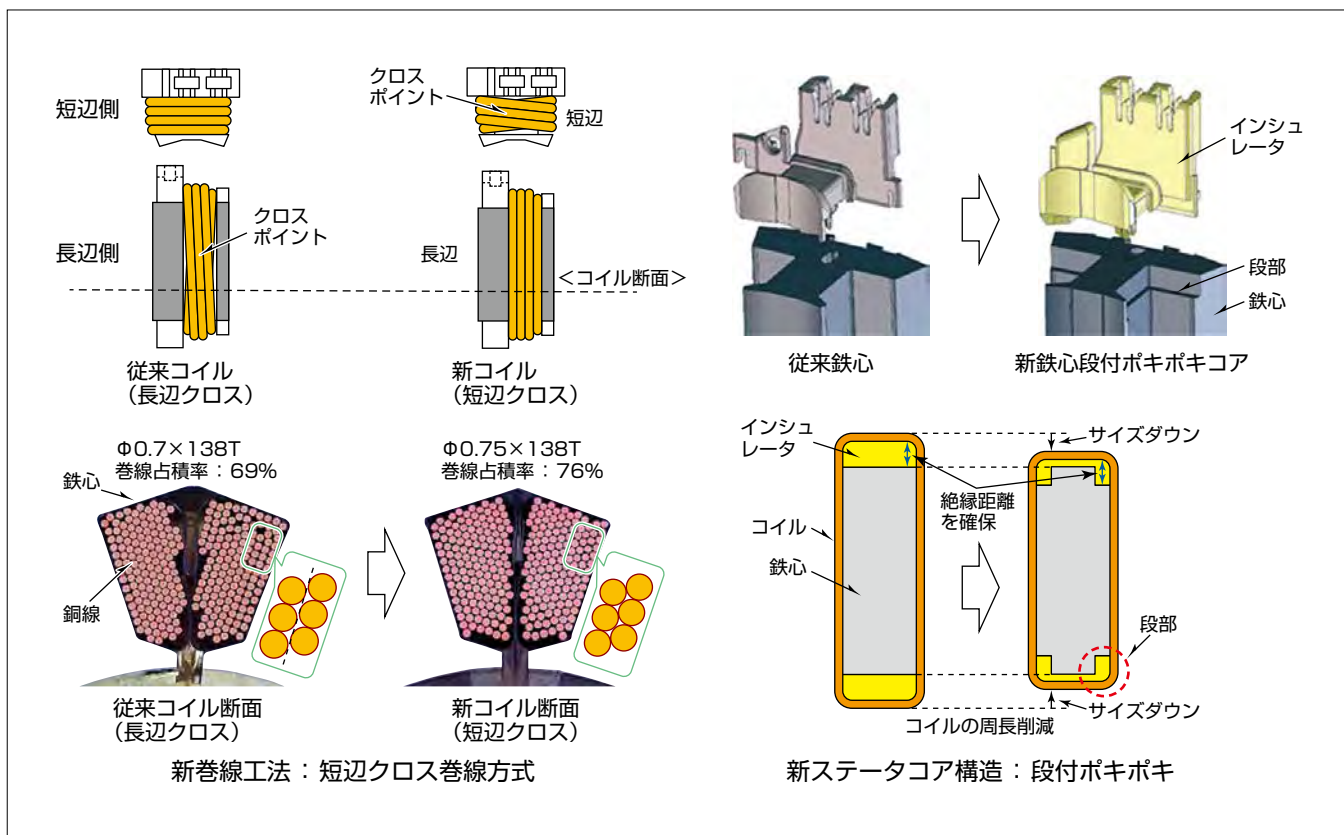 短辺側
クロス
ポイント
短辺
長辺側
クロス
ポイント
長辺
＜コイル断面＞
従来コイル
（長辺クロス）
新コイル
（短辺クロス）
Φ0.7×138T
巻線占積率：69%
鉄心
銅線
Φ0.75×138T
巻線占積率：76%
従来コイル断面
（長辺クロス）
新コイル断面
（短辺クロス）
新巻線工法：短辺クロス巻線方式
インシュ
レータ
段部
鉄心
従来鉄心
新鉄心段付ポキポキコア
インシュ
レータ
サイズダウン
絶縁距離
を確保
コイル
鉄心
段部
サイズダウン
コイルの周長削減
新ステータコア構造：段付ポキポキ